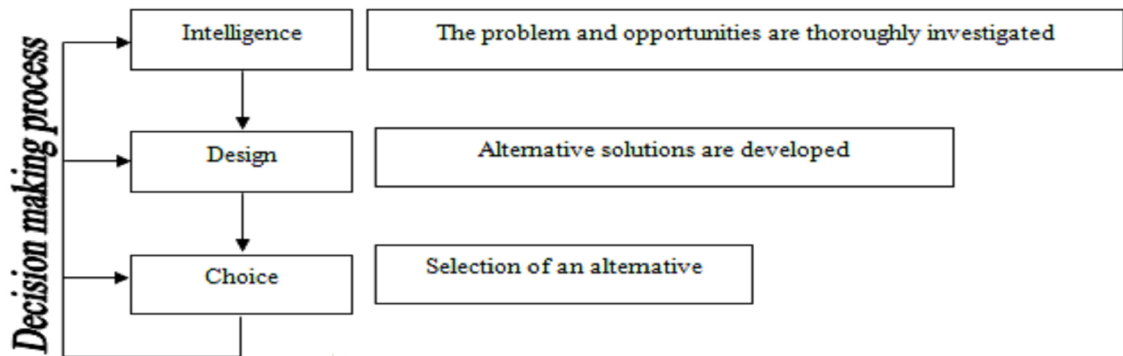 Decision making process
Intelligence
The problem and opportunities are thoroughly investigated
Design
Alternative solutions are developed
Choice
Selection of an alternative